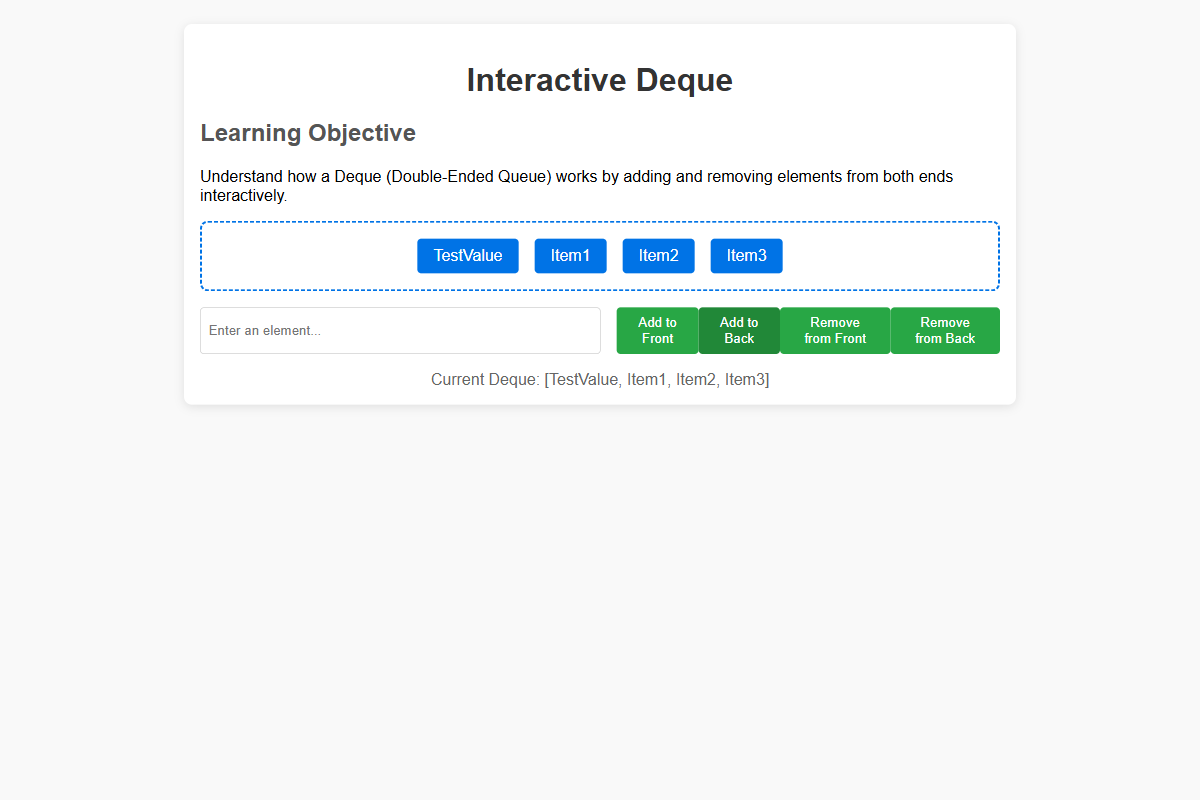 Interactive Deque
Learning Objective
Understand how a Deque (Double-Ended Queue) works by adding and removing elements from both ends
interactively.
TestValue Item1 Item2 Item3
Enter an element...
Add to
Front
Add to
Back
Remove
from Front
Remove
from Back
Current Deque: [TestValue, Item1, Item2, Item3]